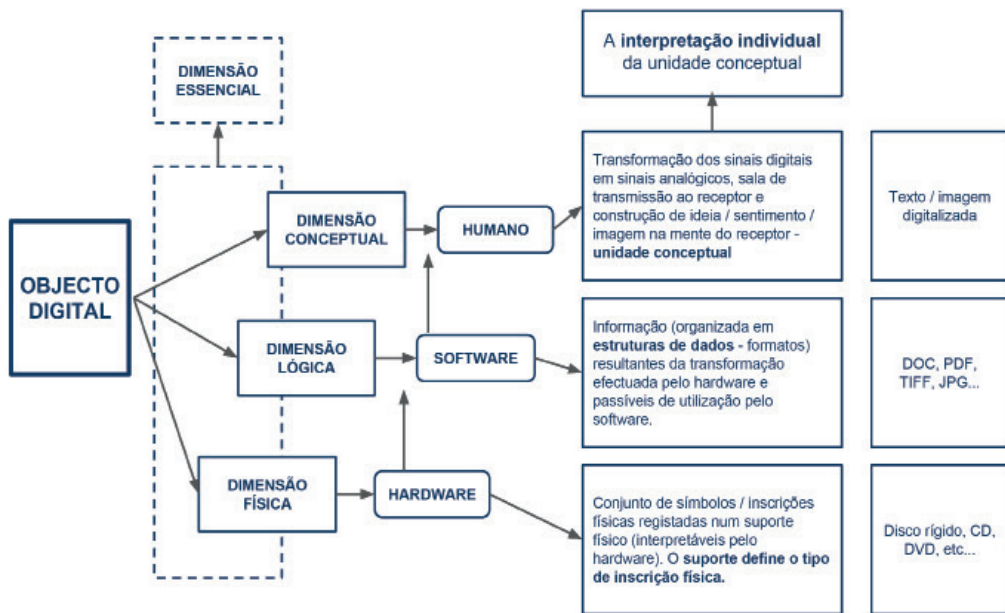 A interpretação individual
da unidade conceptual
DIMENSÃO
ESSENCIAL
OBJECTO
DIGITAL
DIMENSÃO
CONCEPTUAL
HUMANO
Transformação dos sinais digitais
em sinais analógicos, sala de
transmissão ao receptor e
construção de ideia / sentimento /
imagem na mente do receptor -
unidade conceptual
Texto / imagem
digitalizada
DIMENSÃO
LÓGICA
SOFTWARE
Informação (organizada em
estruturas de dados - formatos)
resultantes da transformação
efectuada pelo hardware e
passíveis de utilização pelo
software.
DOC, PDF,
TIFF, JPG...
DIMENSÃO
FÍSICA
HARDWARE
Conjunto de símbolos / inscrições
físicas registadas num suporte
físico (interpretáveis pelo
hardware). O suporte define o tipo
de inscrição física.
Disco rígido, CD,
DVD, etc...